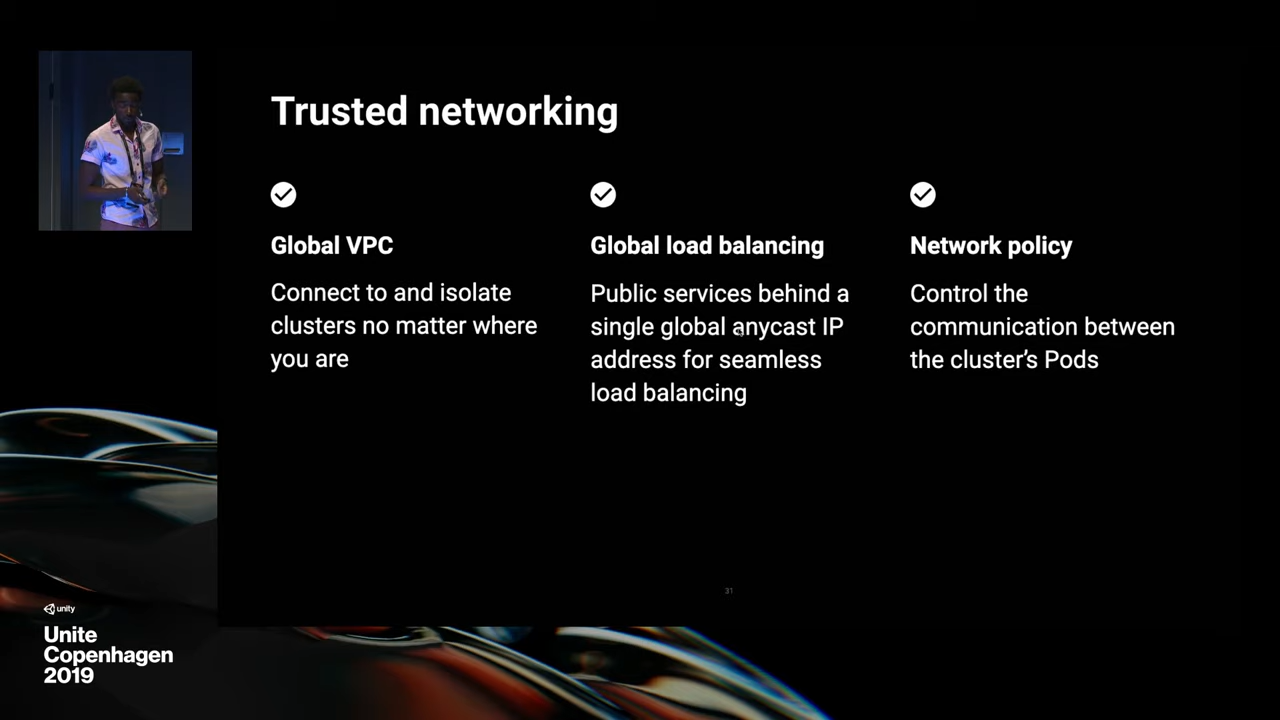 Trusted networking
Global VPC
Connect to and isolate
clusters no matter where
you are
Global load balancing
Public services behind a
single global anycast IP
address for seamless
load balancing
Network policy
Control the
communication between
the cluster’s Pods
31
unity
Unite
Copenhagen
2019